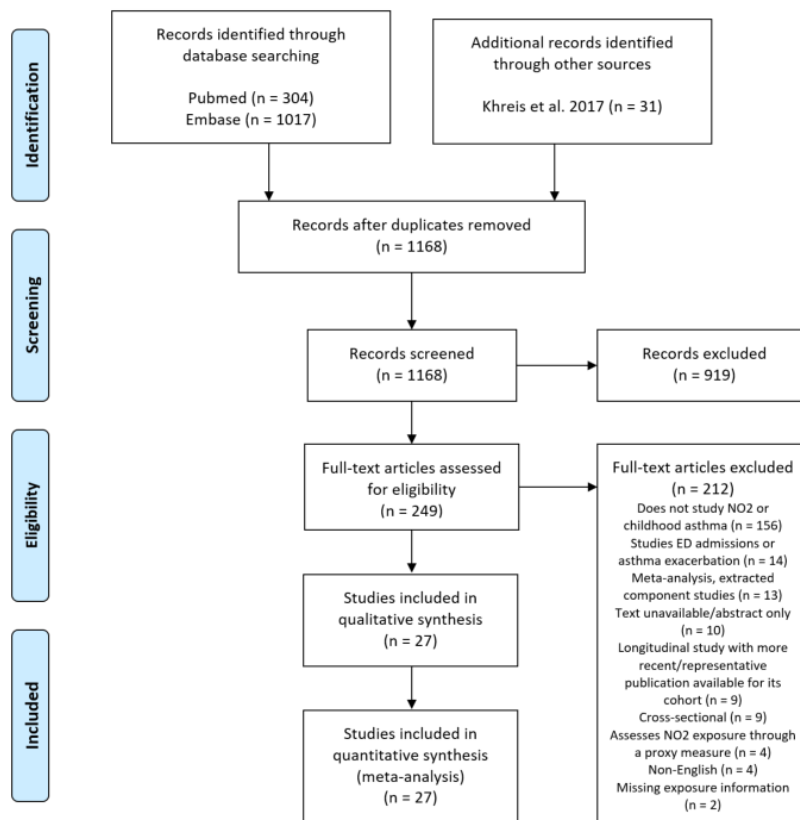 Identification
Records identified through
database searching
Pubmed (n = 304)
Embase (n = 1017)
Additional records identified
through other sources
Khreis et al. 2017 (n = 31)
Records after duplicates removed
(n = 1168)
Screening
Records screened
(n = 1168)
Records excluded
(n = 919)
Eligibility
Full-text articles assessed
for eligibility
(n = 249)
Full-text articles excluded
(n = 212)
Does not study NO2 or
childhood asthma (n = 156)
Studies ED admissions or
asthma exacerbation (n = 14)
Meta-analysis, extracted
component studies (n = 13)
Text unavailable/abstract only
(n = 10)
Longitudinal study with more
recent/representative
publication available for its
cohort (n = 9)
Cross-sectional (n = 9)
Assesses NO2 exposure through
a proxy measure (n = 4)
Non-English (n = 4)
Missing exposure information
(n = 2)
Studies included in
qualitative synthesis
(n = 27)
Included
Studies included in
quantitative synthesis
(meta-analysis)
(n = 27)